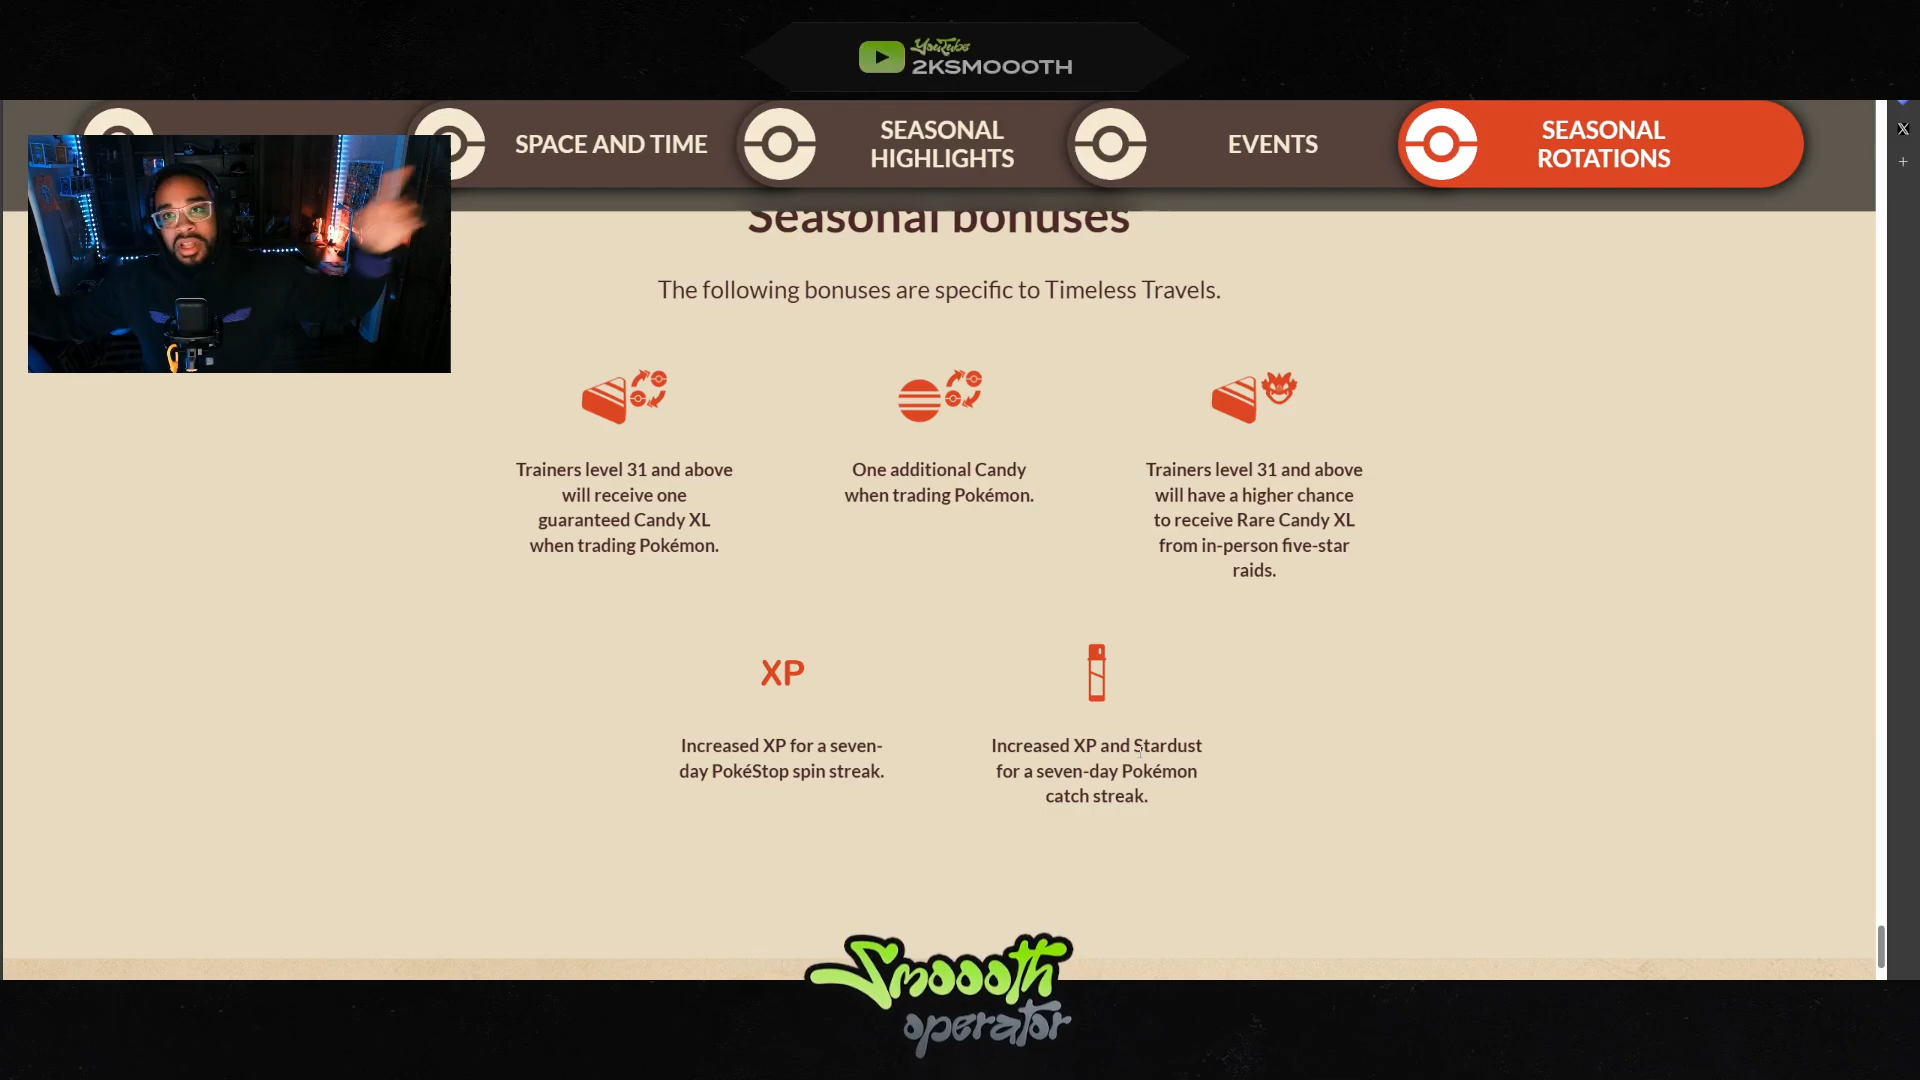 YouTube
2KSMOOOTH
SPACE AND TIME
SEASONAL
HIGHLIGHTS
EVENTS
SEASONAL
ROTATIONS
Seasonal bonuses
The following bonuses are specific to Timeless Travels.
Trainers level 31 and above
will receive one
guaranteed Candy XL
when trading Pokémon.
One additional Candy
when trading Pokémon.
Trainers level 31 and above
will have a higher chance
to receive Rare Candy XL
from in-person five-star
raids.
XP
Increased XP for a seven-
day PokéStop spin streak.
Increased XP and Stardust
for a seven-day Pokémon
catch streak.
Smoooth
operator